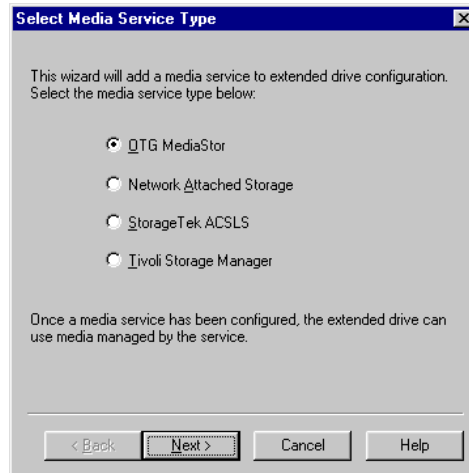 Select Media Service Type
This wizard will add a media service to extended drive configuration.
Select the media service type below:
OTG MediaStor
Network Attached Storage
StorageTek ACSLS
Tivoli Storage Manager
Once a media service has been configured, the extended drive can
use media managed by the service.
< Back Next > Cancel Help